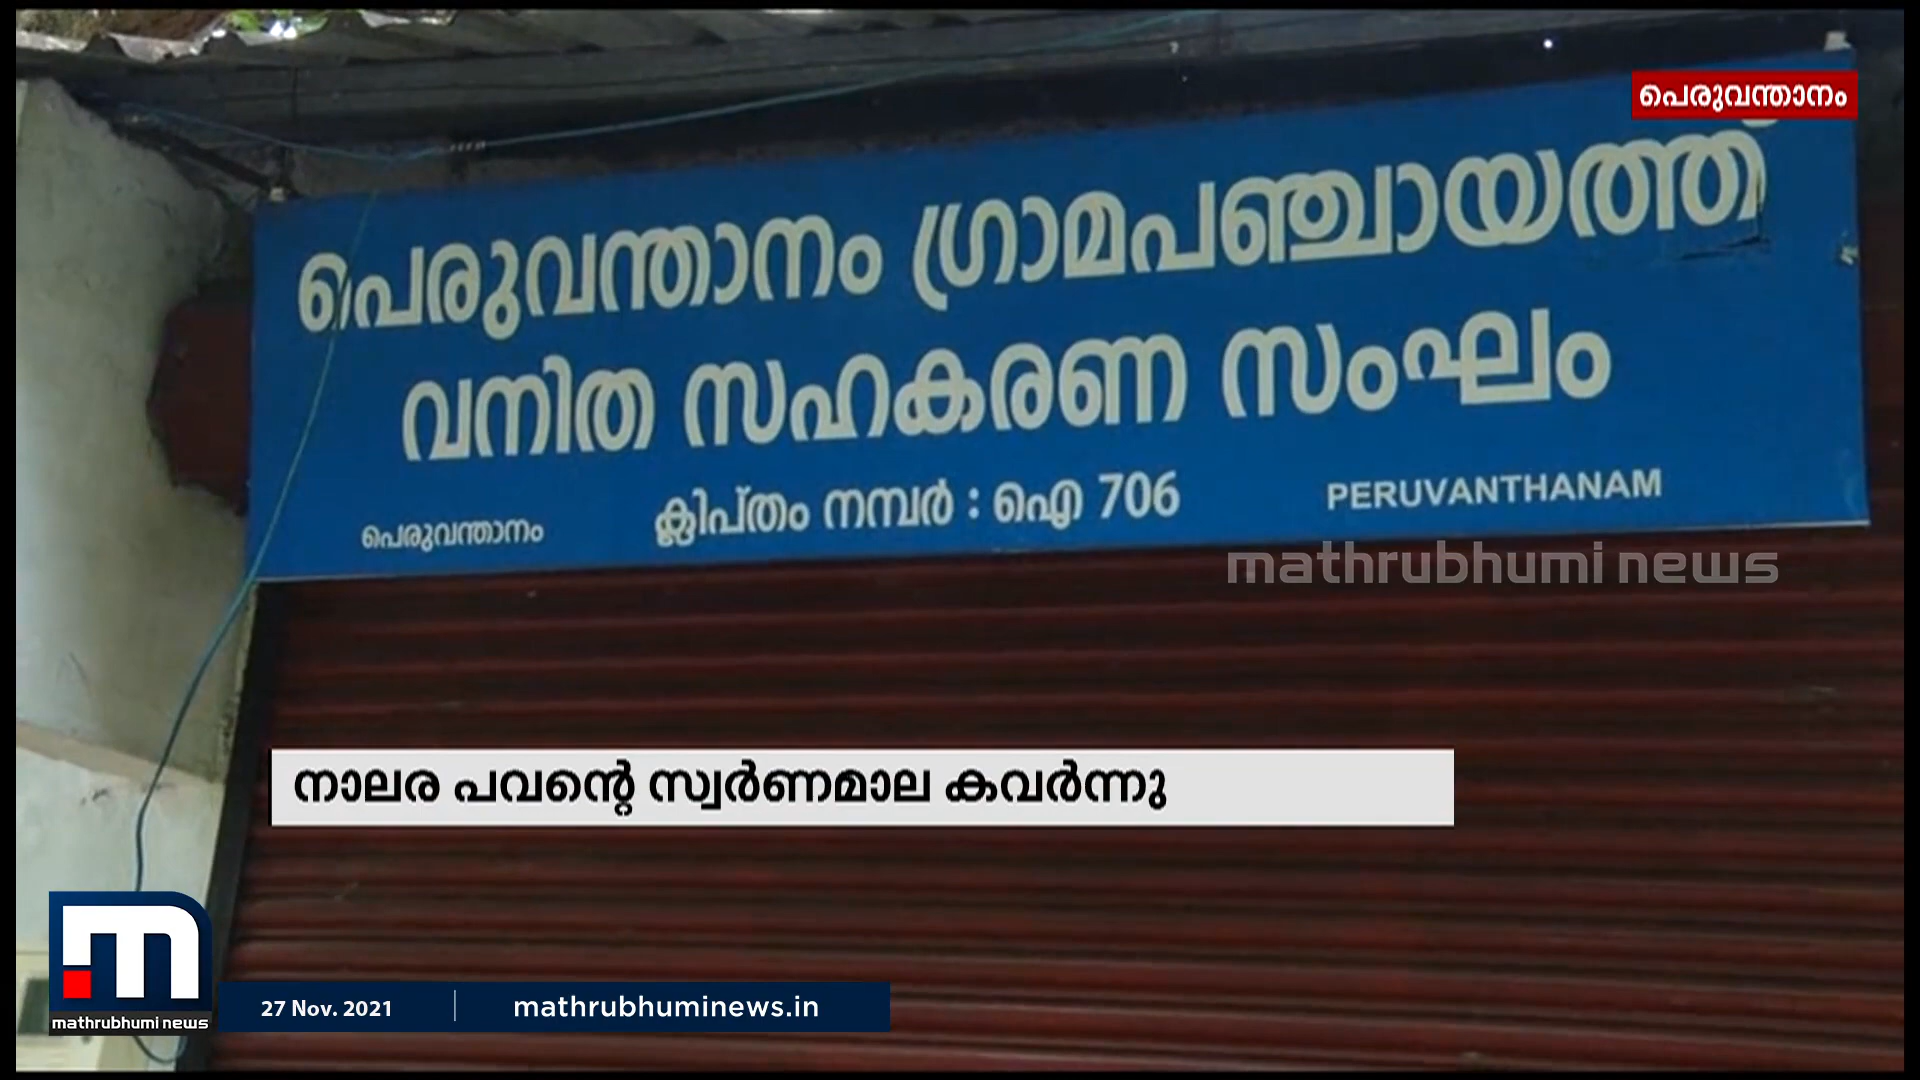 പെരുവന്താനം
പെരുവന്താനം ഗ്രാമപഞ്ചായത്ത്
വനിത സഹകരണ സംഘം
പെരുവന്താനം ക്ലിപ്തം നമ്പർ : ഐ 706 PERUVANTHANAM
mathrubhumi news
നാലര പവന്റെ സ്വർണമാല കവർന്നു
mathrubhumi news
27 Nov. 2021 mathrubhuminews.in